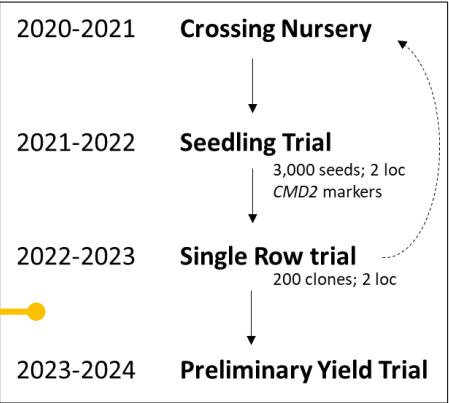 2020-2021 Crossing Nursery
2021-2022 Seedling Trial
3,000 seeds; 2 loc
CMD2 markers
2022-2023 Single Row trial
200 clones; 2 loc
2023-2024 Preliminary Yield Trial